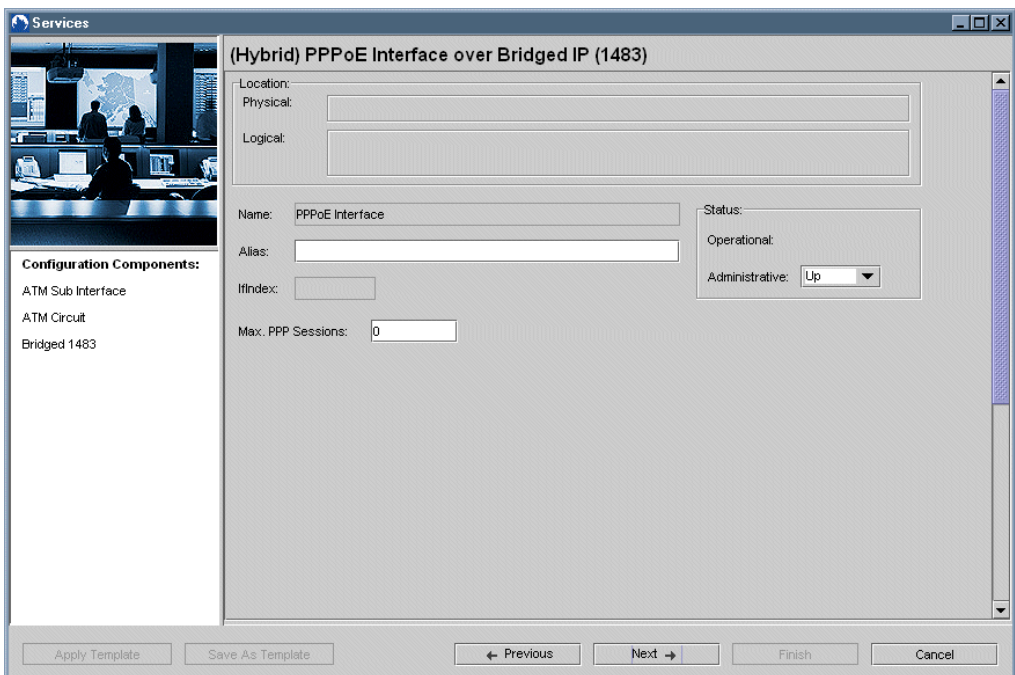 Services
(Hybrid) PPPoE Interface over Bridged IP (1483)
Location:
Physical:
Logical:
Name: PPPoE Interface
Status:
Operational:
Alias:
Administrative: Up
IfIndex:
Max. PPP Sessions: 0
Configuration Components:
ATM Sub Interface
ATM Circuit
Bridged 1483
Apply Template Save As Template Previous Next Finish Cancel